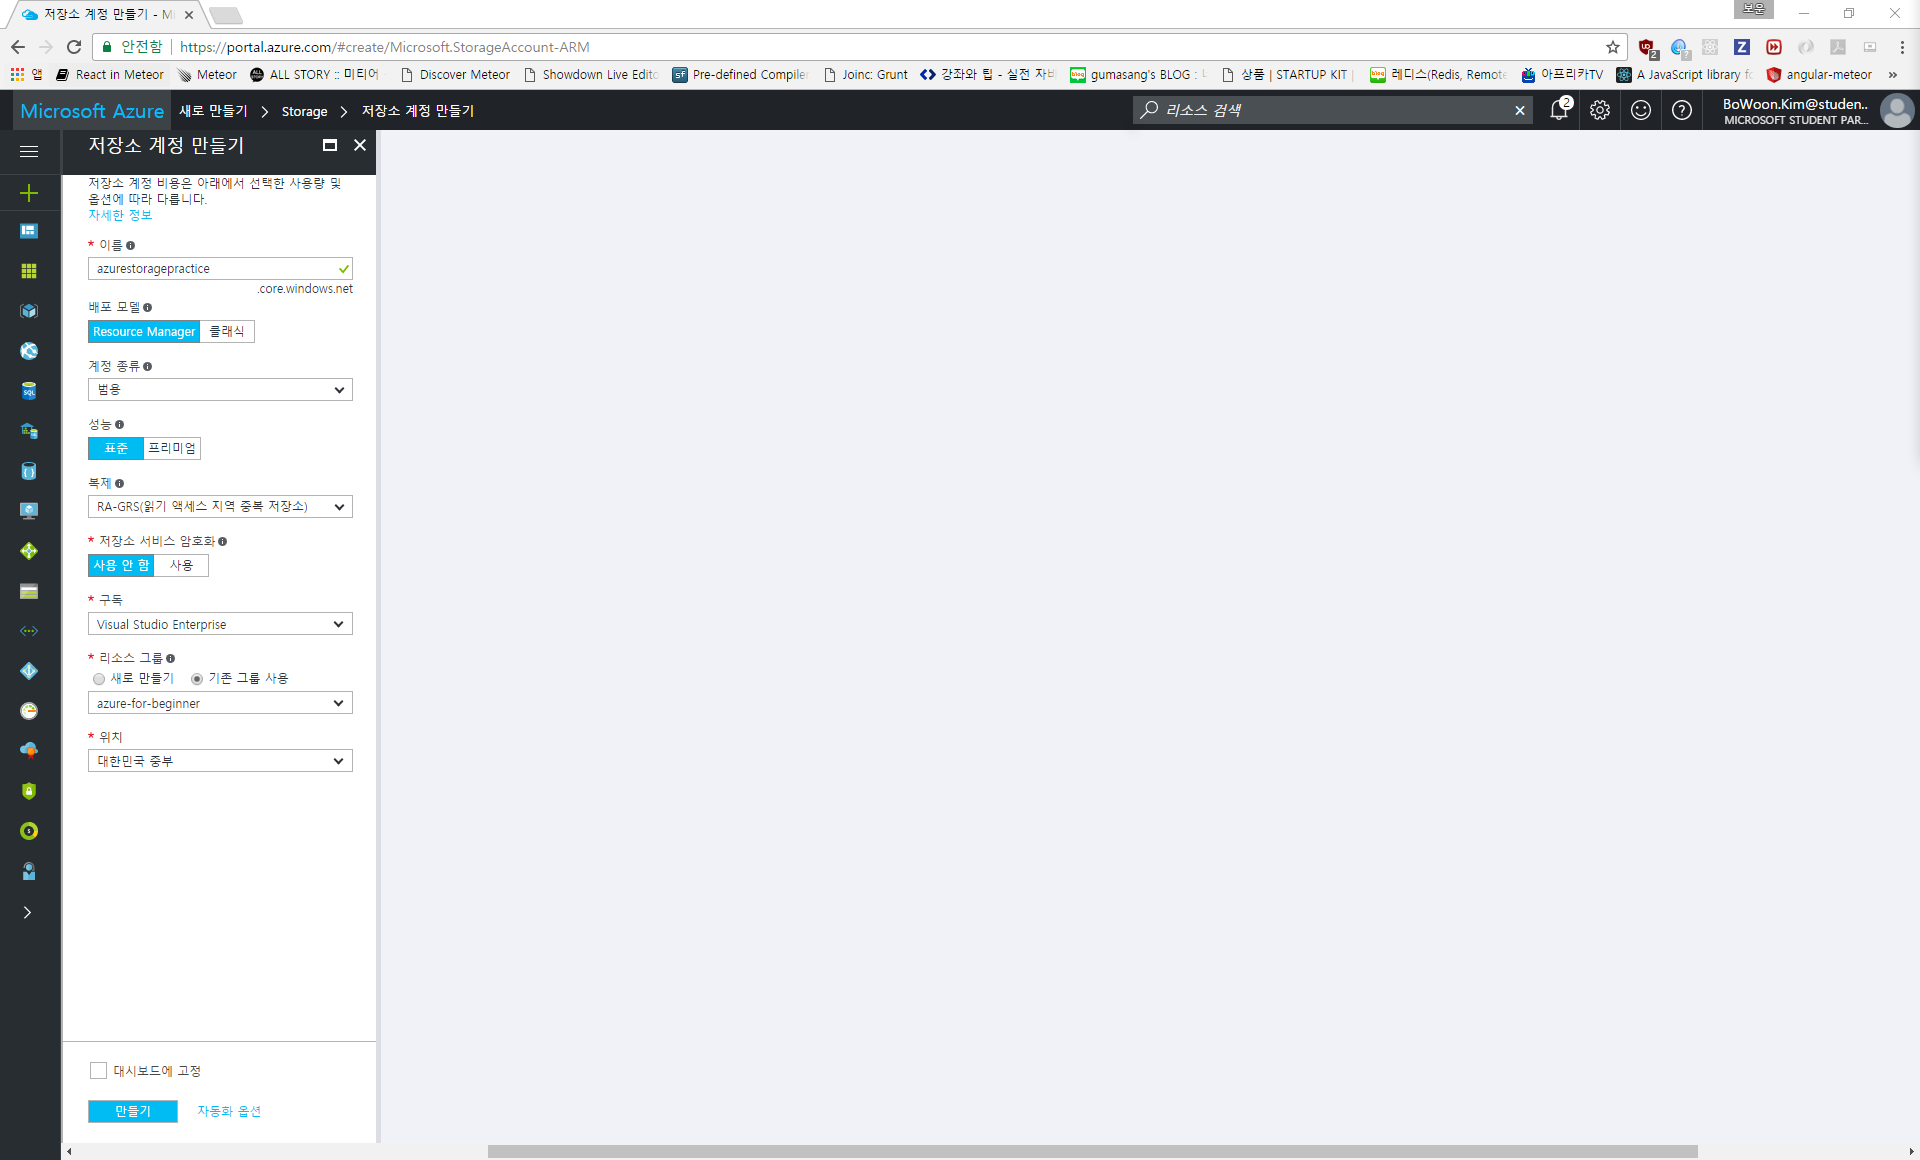 저장소 계정 만들기 - Mi
보운
안전함 https://portal.azure.com/#create/Microsoft.StorageAccount-ARM
앱 React in Meteor Meteor ALL STORY :: 미티어 Discover Meteor Showdown Live Edito Pre-defined Compiler Joinc: Grunt 강좌와 팁 - 실전 자바 gumasang's BLOG : 상품 | STARTUP KIT | 레디스(Redis, Remote 아프리카TV A JavaScript library fo angular-meteor »
Microsoft Azure 새로 만들기 > Storage > 저장소 계정 만들기 리소스 검색 2 BoWoon.Kim@studen..
MICROSOFT STUDENT PAR...
저장소 계정 만들기
저장소 계정 비용은 아래에서 선택한 사용량 및
옵션에 따라 다릅니다.
자세한 정보
* 이름
azurestoragepractice
.core.windows.net
배포 모델
Resource Manager 클래식
계정 종류
범용
성능
표준 프리미엄
복제
RA-GRS(읽기 액세스 지역 중복 저장소)
* 저장소 서비스 암호화
사용 안 함 사용
* 구독
Visual Studio Enterprise
* 리소스 그룹
새로 만들기 기존 그룹 사용
azure-for-beginner
* 위치
대한민국 중부
대시보드에 고정
만들기 자동화 옵션